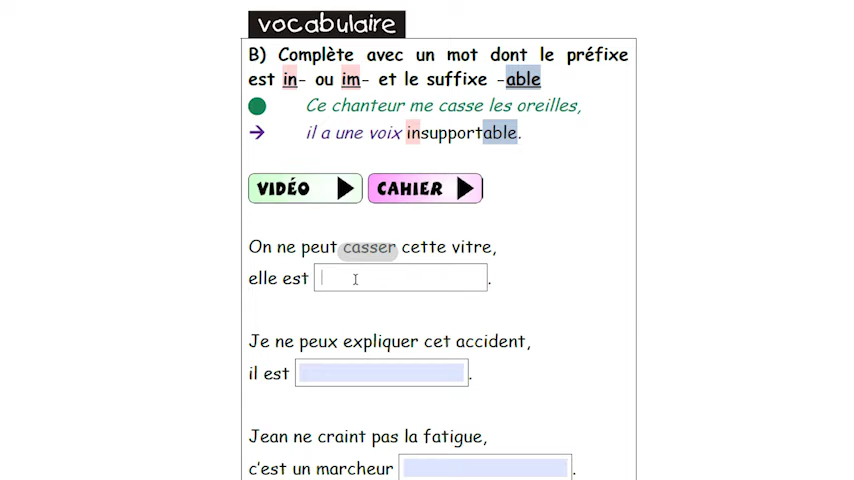 vocabulaire
B) Complète avec un mot dont le préfixe
est in- ou im- et le suffixe -able
Ce chanteur me casse les oreilles,
→ il a une voix insupportable.
VIDÉO
CAHIER
On ne peut casser cette vitre,
elle est .
Je ne peux expliquer cet accident,
il est .
Jean ne craint pas la fatigue,
c'est un marcheur .